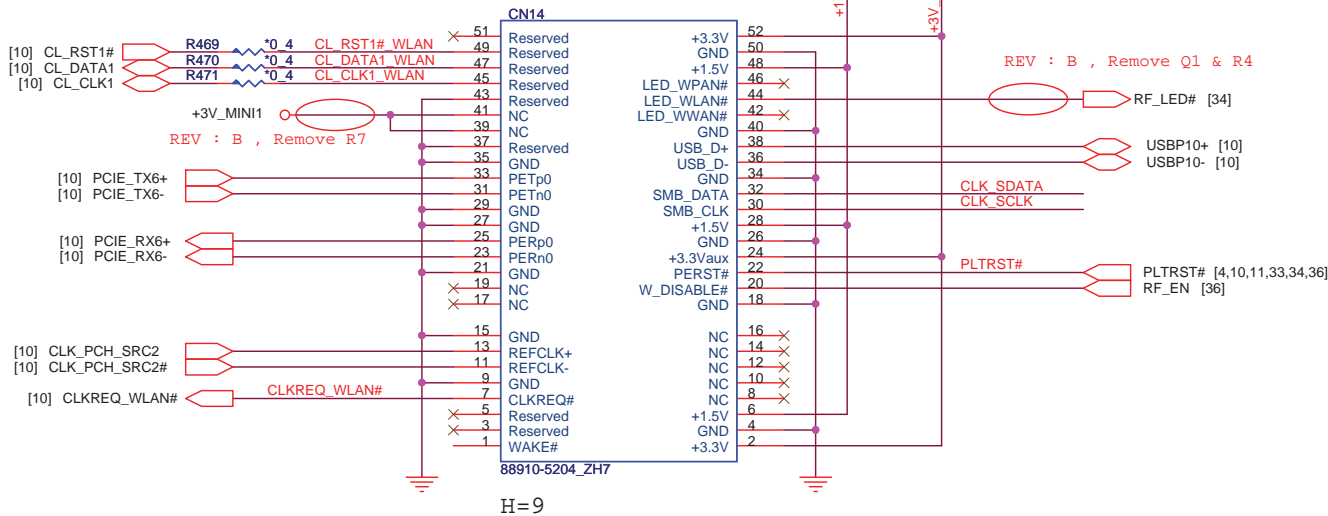 CN14
+1
+3V_
51 Reserved +3.3V 52
[10] CL_RST1# R469 *0_4 CL_RST1#_WLAN 49 Reserved GND 50
[10] CL_DATA1 R470 *0_4 CL_DATA1_WLAN 47 Reserved +1.5V 48
[10] CL_CLK1 R471 *0_4 CL_CLK1_WLAN 45 Reserved LED_WPAN# 46
REV : B , Remove Q1 & R4
43 Reserved LED_WLAN# 44 RF_LED# [34]
+3V_MINI1 41 NC LED_WWAN# 42
39 NC GND 40
REV : B , Remove R7
37 Reserved USB_D+ 38 USBP10+ [10]
35 GND USB_D- 36 USBP10- [10]
[10] PCIE_TX6+ 33 PETp0 GND 34
[10] PCIE_TX6- 31 PETn0 SMB_DATA 32 CLK_SDATA
29 GND SMB_CLK 30 CLK_SCLK
27 GND +1.5V 28
[10] PCIE_RX6+ 25 PERp0 GND 26
[10] PCIE_RX6- 23 PERn0 +3.3Vaux 24
21 GND PERST# 22 PLTRST# PLTRST# [4,10,11,33,34,36]
19 NC W_DISABLE# 20 RF_EN [36]
17 NC GND 18
15 GND NC 16
[10] CLK_PCH_SRC2 13 REFCLK+ NC 14
[10] CLK_PCH_SRC2# 11 REFCLK- NC 12
9 GND NC 10
[10] CLKREQ_WLAN# CLKREQ_WLAN# 7 CLKREQ# NC 8
5 Reserved +1.5V 6
3 Reserved GND 4
1 WAKE# +3.3V 2
88910-5204_ZH7
H=9